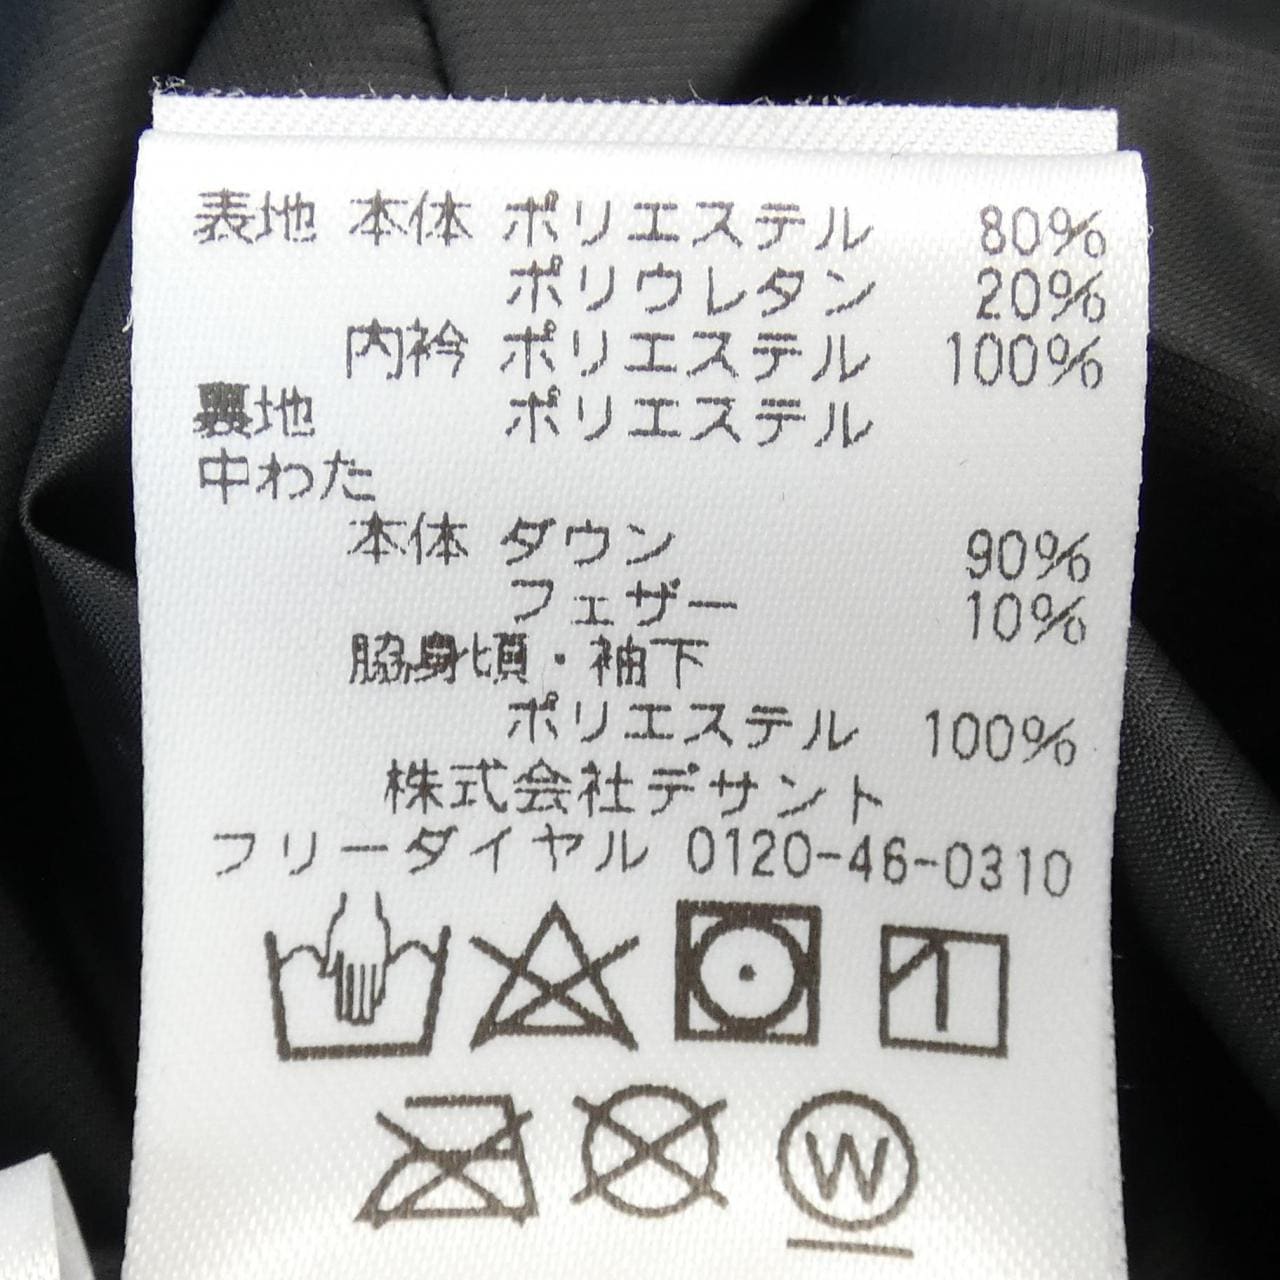 表地 本体 ポリエステル 80%
ポリウレタン 20%
内衿 ポリエステル 100%
裏地 ポリエステル
中わた
本体 ダウン 90%
フェザー 10%
脇身頃・袖下
ポリエステル 100%
株式会社デサント
フリーダイヤル 0120-46-0310
W